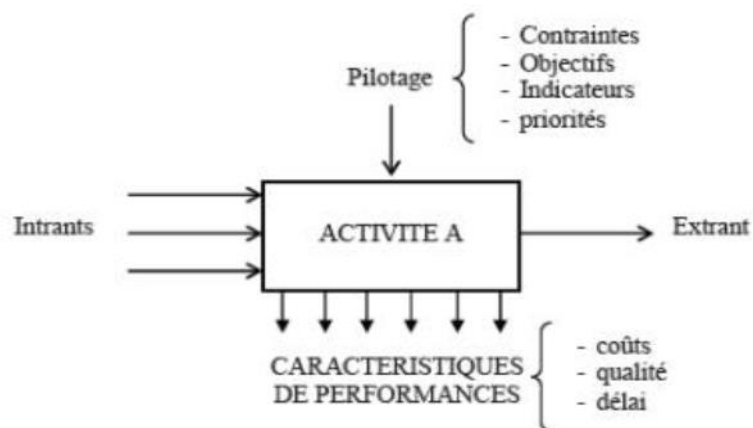 - Contraintes
Pilotage
- Objectifs
- Indicateurs
- priorités
Intrants
ACTIVITE A
Extrant
CARACTERISTIQUES
DE PERFORMANCES
- coûts
- qualité
- délai